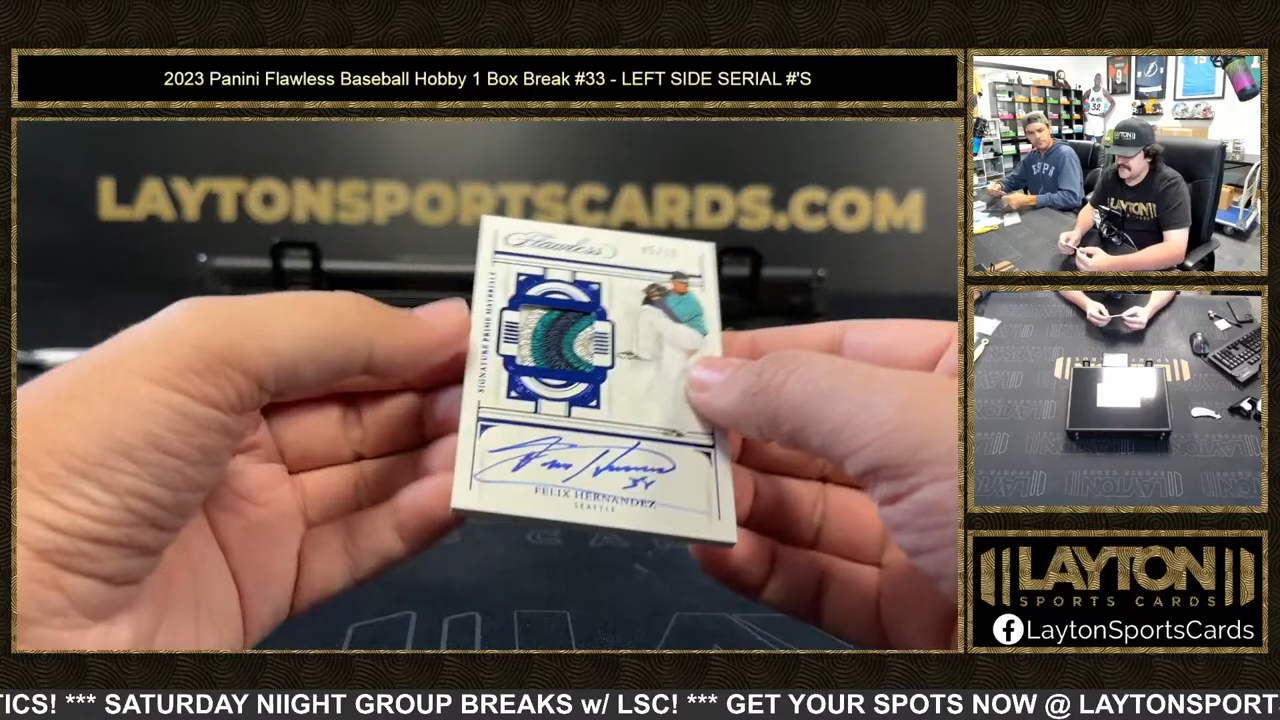 2023 Panini Flawless Baseball Hobby 1 Box Break #33 - LEFT SIDE SERIAL #'S
LAYTONSPORTSCARDS.COM
Flawless
SIGNATURE PRIME MATERIALS
34
FELIX HERNANDEZ
SEATTLE
LAYTON
SPORTS CARDS
LaytonSportsCards
TICS! *** SATURDAY NIIGHT GROUP BREAKS w/ LSC! *** GET YOUR SPOTS NOW @ LAYTONSPORT